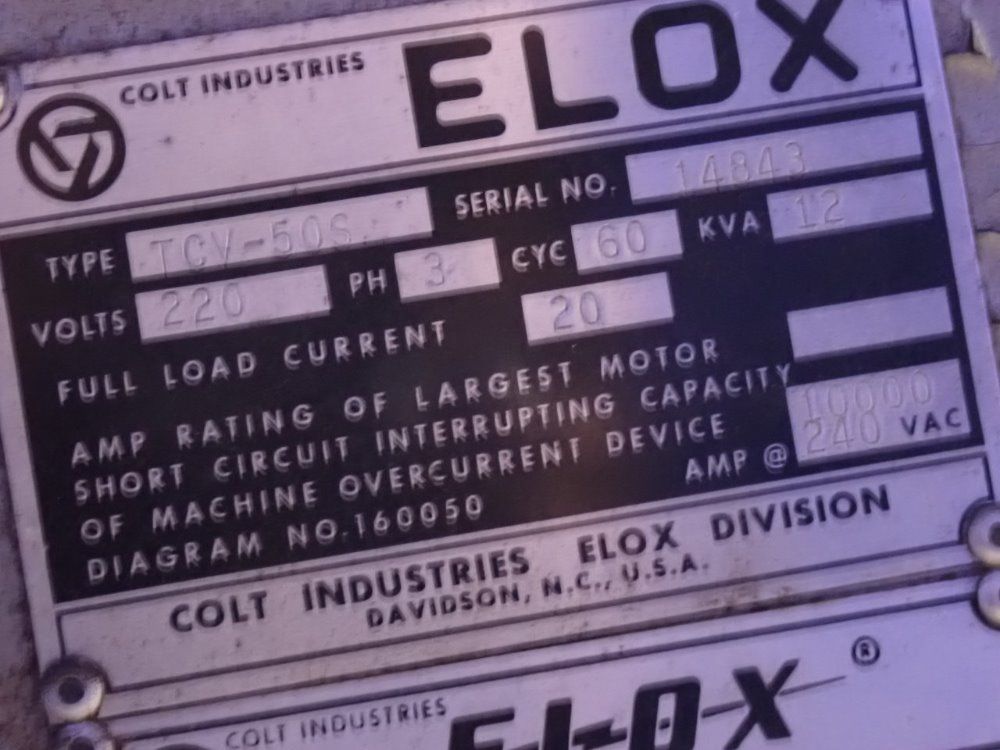 COLT INDUSTRIES ELOX
TYPE TCV-50S SERIAL NO. 14843
VOLTS 220 PH 3 CYC 60 KVA 12
FULL LOAD CURRENT 20
AMP RATING OF LARGEST MOTOR
SHORT CIRCUIT INTERRUPTING CAPACITY 10000
OF MACHINE OVERCURRENT DEVICE AMP @ 240 VAC
DIAGRAM NO. 160050
COLT INDUSTRIES ELOX DIVISION
DAVIDSON, N.C., U.S.A.
COLT INDUSTRIES ELOX ®